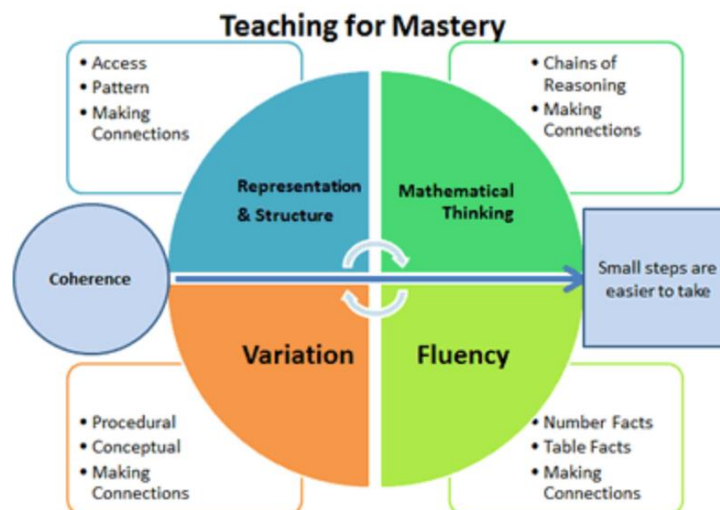 Teaching for Mastery
• Access
• Pattern
• Making
Connections
• Chains of
Reasoning
• Making
Connections
Representation
& Structure
Mathematical
Thinking
Coherence
Small steps are
easier to take
Variation
Fluency
• Procedural
• Conceptual
• Making
Connections
• Number Facts
• Table Facts
• Making
Connections